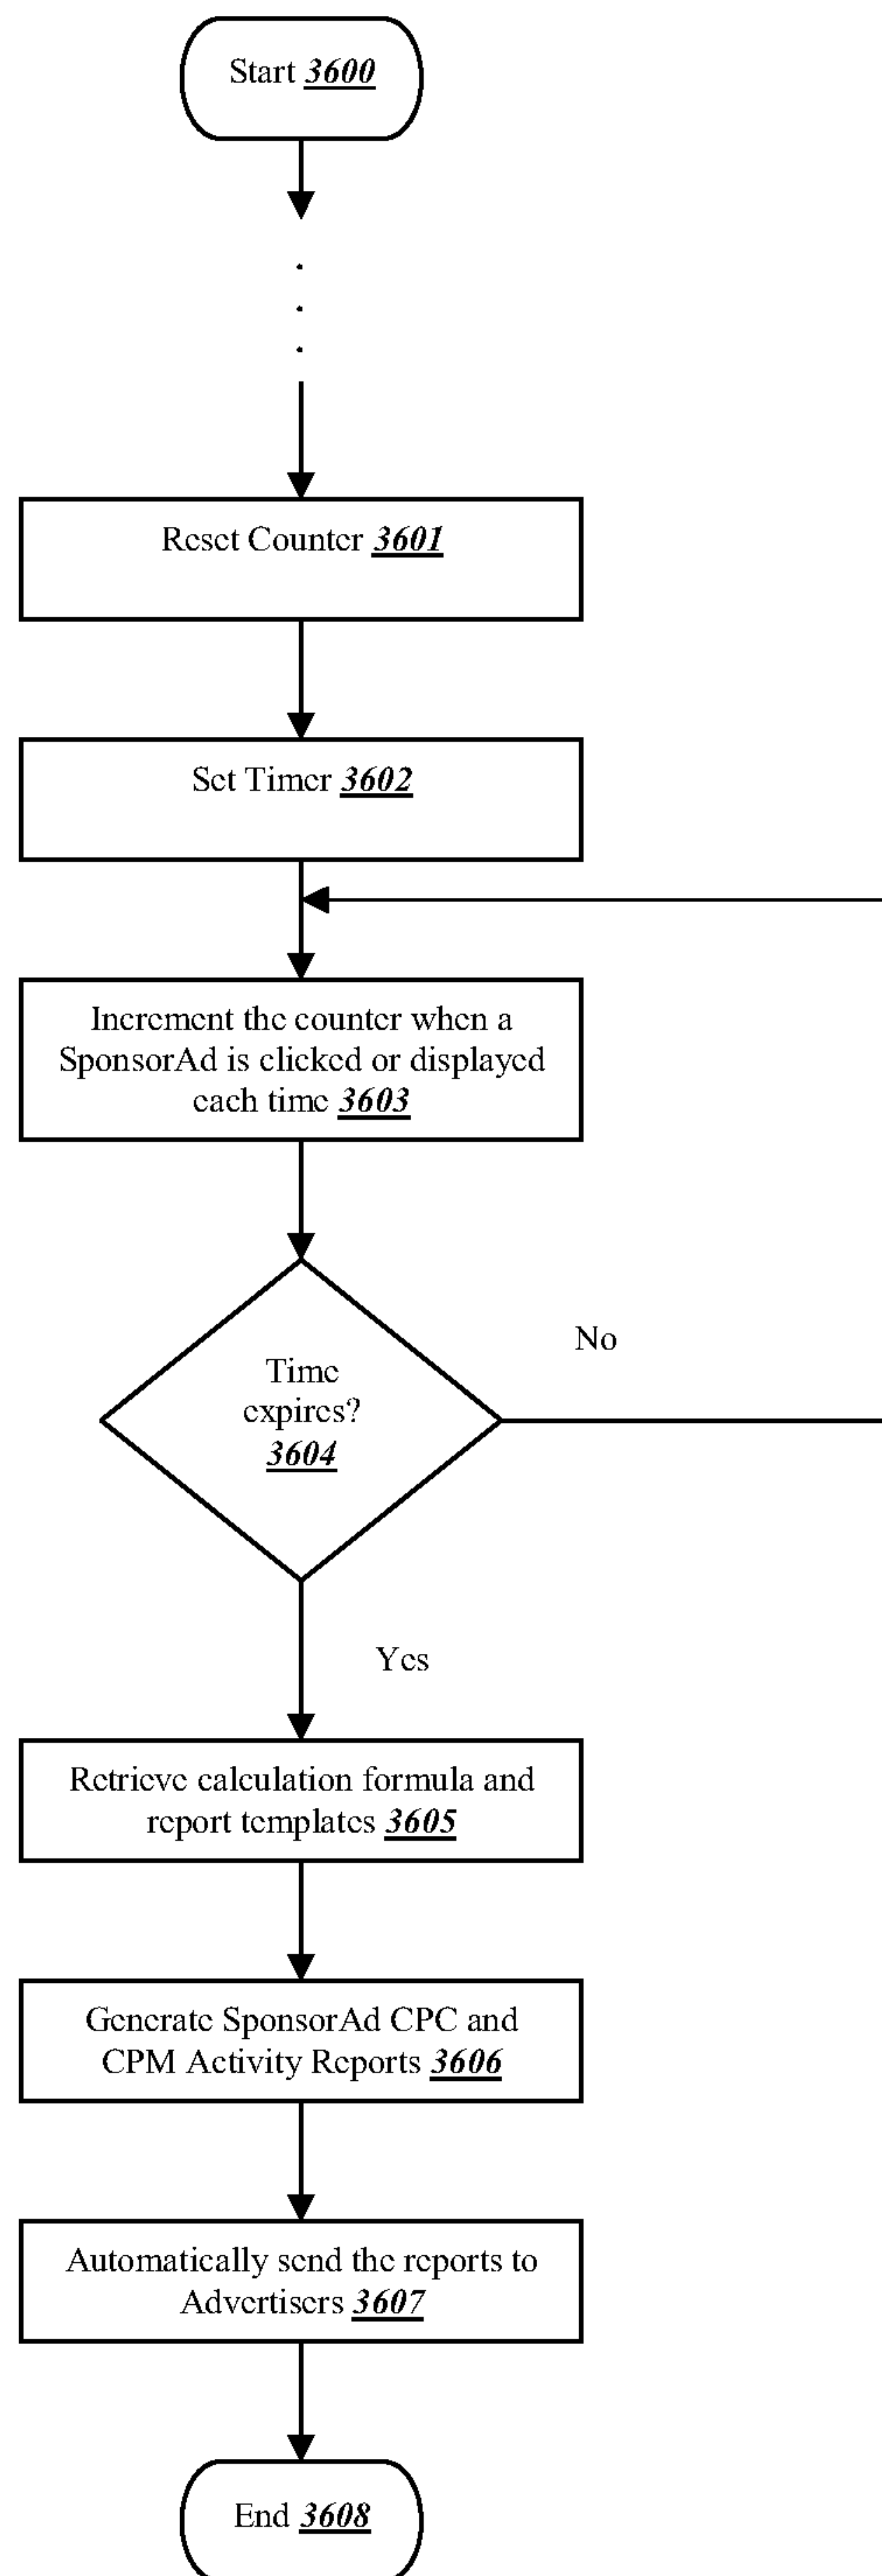 Start 3600
Reset Counter 3601
Set Timer 3602
Increment the counter when a
SponsorAd is clicked or displayed
each time 3603
Time
expires?
3604
No
Yes
Retrieve calculation formula and
report templates 3605
Generate SponsorAd CPC and
CPM Activity Reports 3606
Automatically send the reports to
Advertisers 3607
End 3608